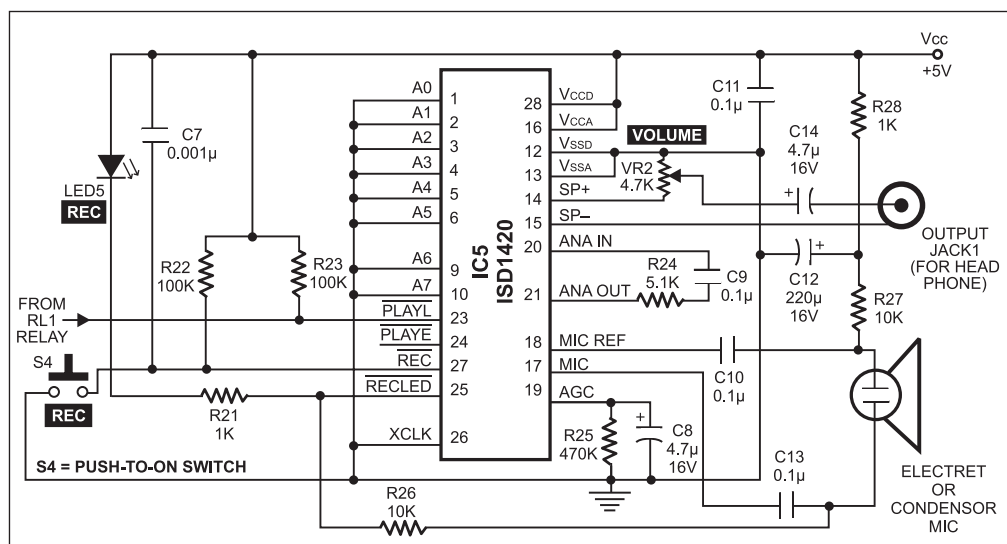 Vcc
+5V
C7
0.001µ
LED5
REC
R22
100K
R23
100K
FROM
RL1
RELAY
S4
REC
R21
1K
S4 = PUSH-TO-ON SWITCH
R26
10K
A0
1
A1
2
A2
3
A3
4
A4
5
A5
6
A6
9
A7
10
PLAYL
23
PLAYE
24
REC
27
RECLED
25
XCLK
26
IC5
ISD1420
28
VCCD
16
VCCA
12
VSSD
13
VSSA
14
SP+
15
SP–
20
ANA IN
21
ANA OUT
18
MIC REF
17
MIC
19
AGC
VOLUME
VR2
4.7K
C11
0.1µ
R28
1K
C14
4.7µ
16V
+
OUTPUT
JACK1
(FOR HEAD
PHONE)
R24
5.1K
C9
0.1µ
+
C12
220µ
16V
R27
10K
C10
0.1µ
R25
470K
+
C8
4.7µ
16V
C13
0.1µ
ELECTRET
OR
CONDENSOR
MIC